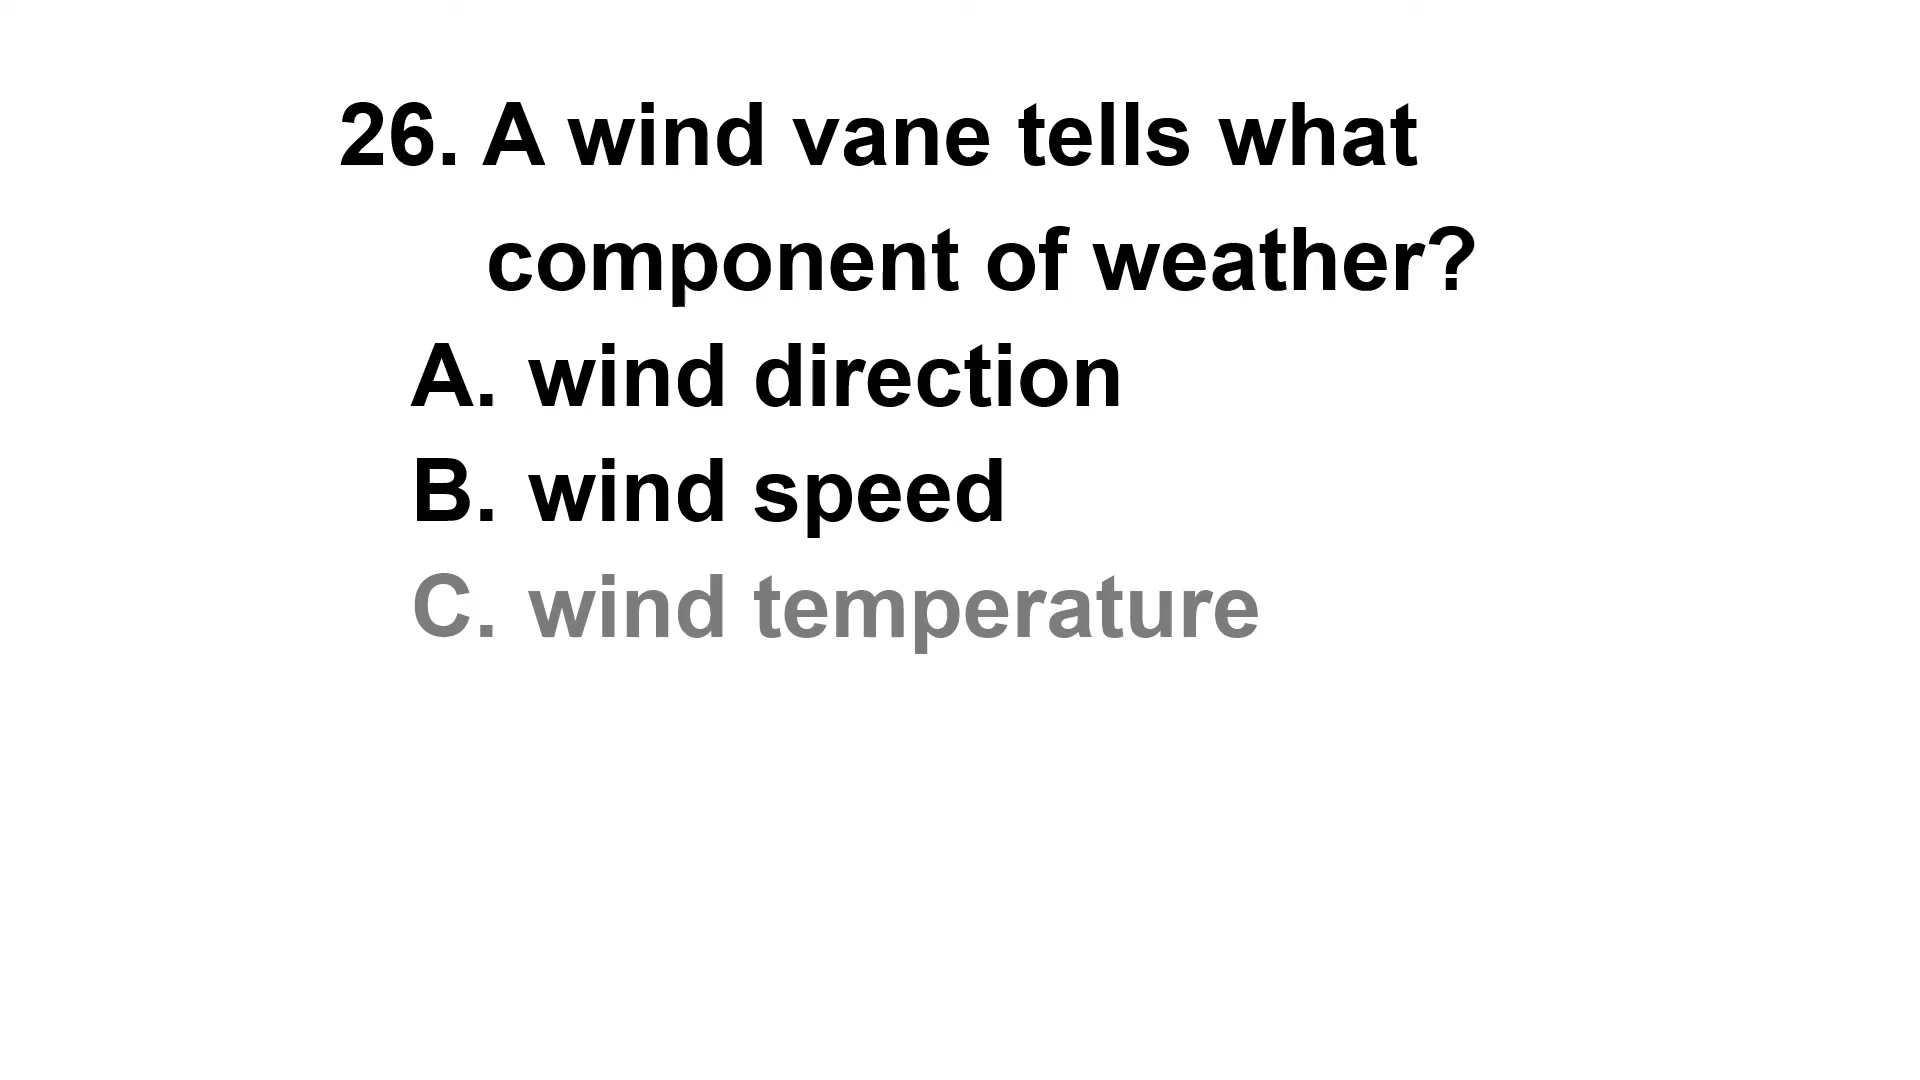 26. A wind vane tells what
component of weather?
A. wind direction
B. wind speed
C. wind temperature